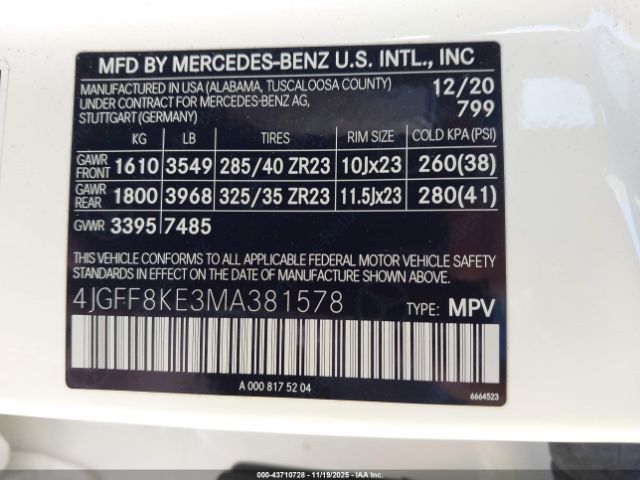 MFD BY MERCEDES-BENZ U.S. INTL., INC
MANUFACTURED IN USA (ALABAMA, TUSCALOOSA COUNTY) 12/20
UNDER CONTRACT FOR MERCEDES-BENZ AG, 799
STUTTGART (GERMANY)
KG LB TIRES RIM SIZE COLD KPA (PSI)
GAWR FRONT 1610 3549 285/40 ZR23 10Jx23 260(38)
GAWR REAR 1800 3968 325/35 ZR23 11.5Jx23 280(41)
GVWR 3395 7485
THIS VEHICLE CONFORMS TO ALL APPLICABLE FEDERAL MOTOR VEHICLE SAFETY
STANDARDS IN EFFECT ON THE DATE OF MANUFACTURE SHOWN ABOVE.
4JGFF8KE3MA381578 TYPE: MPV
A 000 817 52 04
6664523
000-43710728 - 11/19/2025 - IAAI.COM